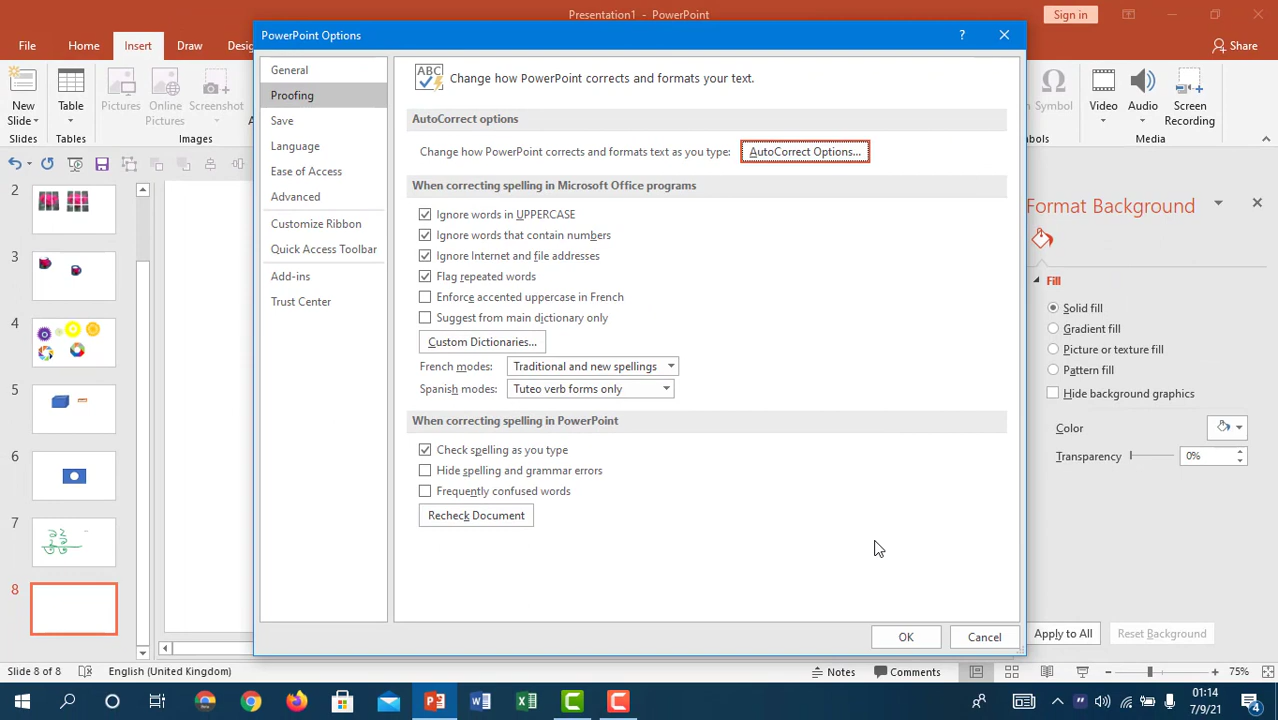 Presentation1 - PowerPoint
Sign in
File
Home
Insert
Draw
Share
New Slide
Table
Pictures
Online Pictures
Screenshot
Symbol
Video
Audio
Screen Recording
Slides
Tables
Media
PowerPoint Options
?
General
Proofing
Save
Language
Ease of Access
Advanced
Customize Ribbon
Quick Access Toolbar
Add-ins
Trust Center
ABC
Change how PowerPoint corrects and formats your text.
AutoCorrect options
Change how PowerPoint corrects and formats text as you type:
AutoCorrect Options...
When correcting spelling in Microsoft Office programs
Ignore words in UPPERCASE
Ignore words that contain numbers
Ignore Internet and file addresses
Flag repeated words
Enforce accented uppercase in French
Suggest from main dictionary only
Custom Dictionaries...
French modes: Traditional and new spellings
Spanish modes: Tuteo verb forms only
When correcting spelling in PowerPoint
Check spelling as you type
Hide spelling and grammar errors
Frequently confused words
Recheck Document
OK
Cancel
2
3
4
5
6
7
8
Format Background
Fill
Solid fill
Gradient fill
Picture or texture fill
Pattern fill
Hide background graphics
Color
Transparency
0%
Apply to All
Reset Background
Slide 8 of 8
English (United Kingdom)
Notes
Comments
75%
01:14
7/9/21
4